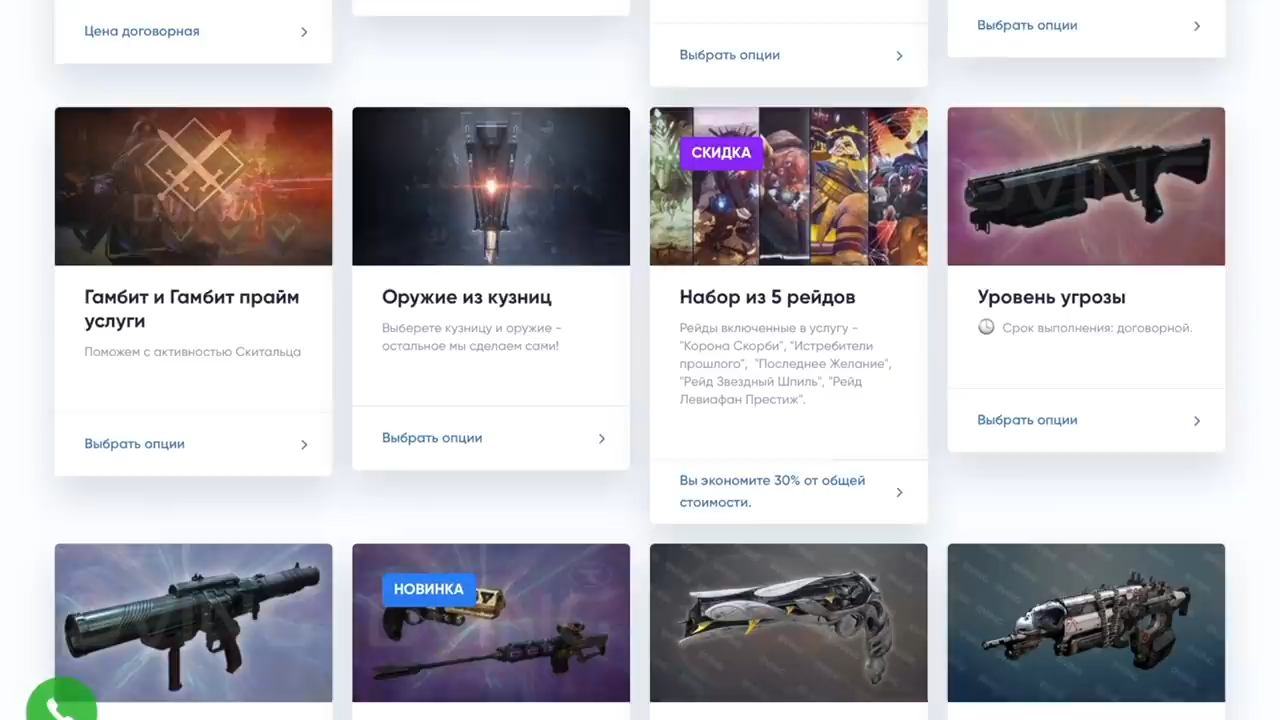 Цена договорная
Выбрать опции
Выбрать опции
СКИДКА
Гамбит и Гамбит прайм
услуги
Поможем с активностью Скитальца
Выбрать опции
Оружие из кузниц
Выберете кузницу и оружие -
остальное мы сделаем сами!
Выбрать опции
Набор из 5 рейдов
Рейды включенные в услугу -
"Корона Скорби", "Истребители
прошлого", "Последнее Желание",
"Рейд Звездный Шпиль", "Рейд
Левиафан Престиж".
Вы экономите 30% от общей
стоимости.
Уровень угрозы
Срок выполнения: договорной.
Выбрать опции
НОВИНКА